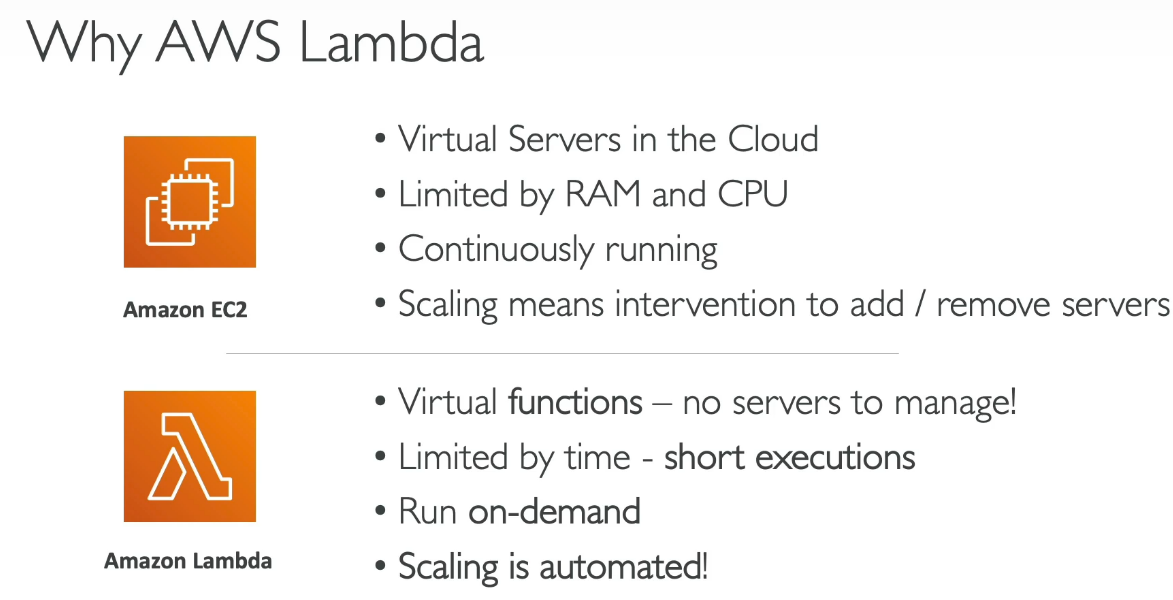 Why AWS Lambda
• Virtual Servers in the Cloud
• Limited by RAM and CPU
• Continuously running
• Scaling means intervention to add / remove servers
Amazon EC2
• Virtual functions – no servers to manage!
• Limited by time - short executions
• Run on-demand
• Scaling is automated!
Amazon Lambda